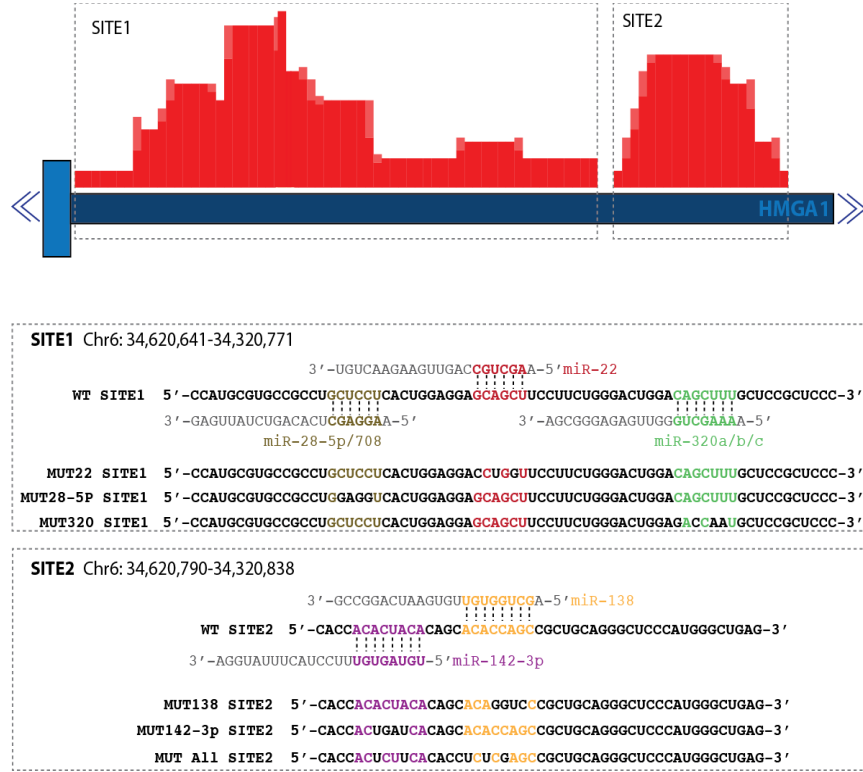 SITE1
SITE2
HMGA1
SITE1 Chr6: 34,620,641-34,320,771
3’-UGUCAAGAAGUUGACCGUCGAA-5’miR-22
WT SITE1 5’-CCAUGCGUGCCGCCUGCUCCUCACUGGAGGAGCAGCUUCCUUCUGGGACUGGACAGCUUUGCUCCGCUCCC-3’
3’-GAGUUAUCUGACACUCGAGGAA-5’ 3’-AGCGGGAGAGUUGGGUCGAAAA-5’
miR-28-5p/708 miR-320a/b/c
MUT22 SITE1 5’-CCAUGCGUGCCGCCUGCUCCUCACUGGAGGACCUGGUUCCUUCUGGGACUGGACAGCUUUGCUCCGCUCCC-3’
MUT28-5P SITE1 5’-CCAUGCGUGCCGCCUGGAGGUCACUGGAGGAGCAGCUUCCUUCUGGGACUGGACAGCUUUGCUCCGCUCCC-3’
MUT320 SITE1 5’-CCAUGCGUGCCGCCUGCUCCUCACUGGAGGAGCAGCUUCCUUCUGGGACUGGAGACCAAUGCUCCGCUCCC-3’
SITE2 Chr6: 34,620,790-34,320,838
3’-GCCGGACUAAGUGUUGUGGUCGA-5’miR-138
WT SITE2 5’-CACCACACUACACAGCACACCAGCCGCUGCAGGGCUCCCAUGGGCUGAG-3’
3’-AGGUAUUUCAUCCUUUGUGAUGU-5’miR-142-3p
MUT138 SITE2 5’-CACCACACUACACAGCACAGGUCCCGCUGCAGGGCUCCCAUGGGCUGAG-3’
MUT142-3p SITE2 5’-CACCACUGAUCACAGCACACCAGCCGCUGCAGGGCUCCCAUGGGCUGAG-3’
MUT All SITE2 5’-CACCACUCUUCACACCUCUCGAGCCGCUGCAGGGCUCCCAUGGGCUGAG-3’